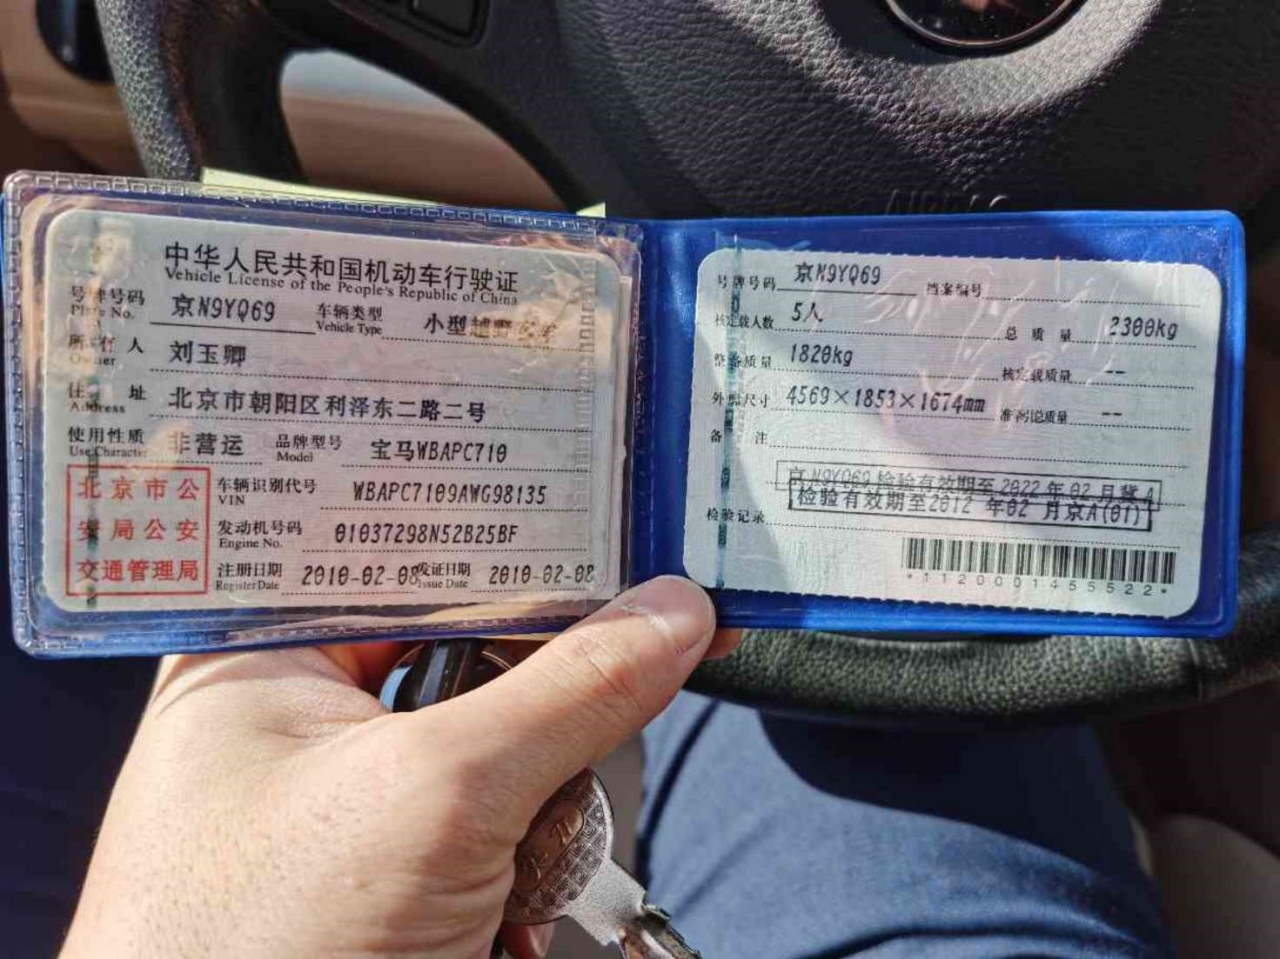 中华人民共和国机动车行驶证
Vehicle License of the People's Republic of China
号牌号码 京N9YQ69 车辆类型 小型越野客车
Plate No. Vehicle Type
所有人 刘玉卿
Owner
住址 北京市朝阳区利泽东二路二号
Address
使用性质 非营运 品牌型号 宝马WBAPC710
Use Character Model
北京市公
安局公安
交通管理局
车辆识别代号 WBAPC7109AWG98135
VIN
发动机号码 01037298N52B25BF
Engine No.
注册日期 2010-02-08 发证日期 2010-02-08
Register Date Issue Date
号牌号码 京N9YQ69 档案编号
核定载人数 5人 总质量 2300kg
整备质量 1820kg 核定载质量 --
外廓尺寸 4569×1853×1674mm 准牵引总质量 --
备注
京N9YQ69 检验有效期至2022年02月冀A
检验有效期至2012年02月京A(01)
检验记录
*1120001455522*
AIRBAG